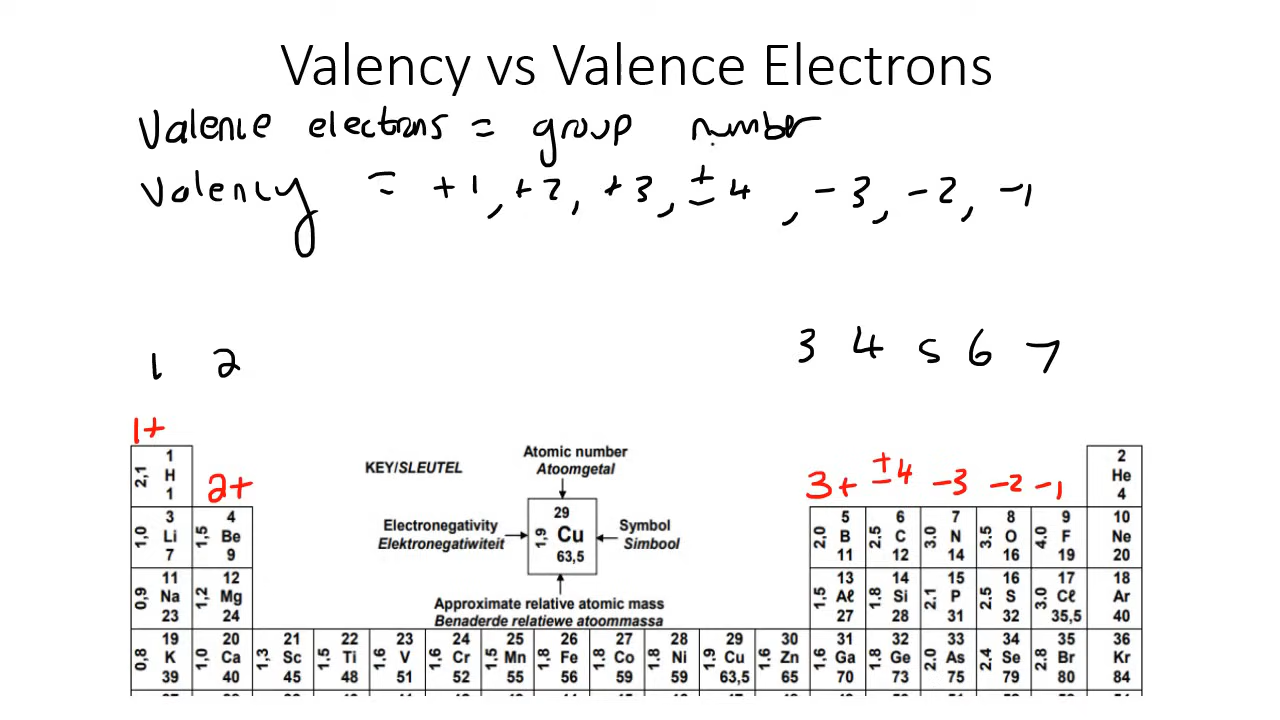 Valency vs Valence Electrons
Valence electrons = group number
Valency = +1, +2, +3, ±4, -3, -2, -1
1 2 3 4 5 6 7
1+
2+ 3+ ±4 -3 -2 -1
KEY/SLEUTEL
Atomic number
Atoomgetal
Electronegativity
Elektronegatiwiteit
29
1,9 Cu
63,5
Symbol
Simbool
Approximate relative atomic mass
Benaderde relatiewe atoommassa
1
2,1 H
1
2
He
4
3 4 5 6 7 8 9 10
1,0 Li 1,5 Be 2,0 B 2,5 C 3,0 N 3,5 O 4,0 F Ne
7 9 11 12 14 16 19 20
11 12 13 14 15 16 17 18
0,9 Na 1,2 Mg 1,5 Aℓ 1,8 Si 2,1 P 2,5 S 3,0 Cℓ Ar
23 24 27 28 31 32 35,5 40
19 20 21 22 23 24 25 26 27 28 29 30 31 32 33 34 35 36
0,8 K 1,0 Ca 1,3 Sc 1,5 Ti 1,6 V 1,6 Cr 1,5 Mn 1,8 Fe 1,8 Co 1,8 Ni 1,9 Cu 1,6 Zn 1,6 Ga 1,8 Ge 2,0 As 2,4 Se 2,8 Br Kr
39 40 45 48 51 52 55 56 59 59 63,5 65 70 73 75 79 80 84